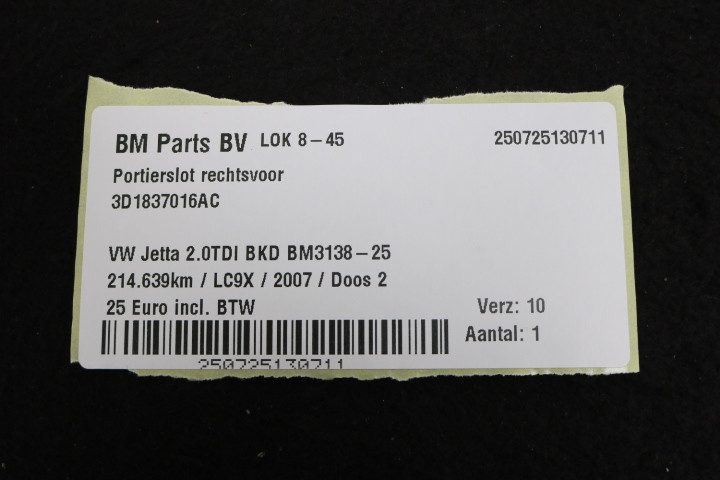 BM Parts BV LOK 8-45 250725130711
Portierslot rechtsvoor
3D1837016AC
VW Jetta 2.0TDI BKD BM3138-25
214.639km / LC9X / 2007 / Doos 2
25 Euro incl. BTW Verz: 10
Aantal: 1
250725130711